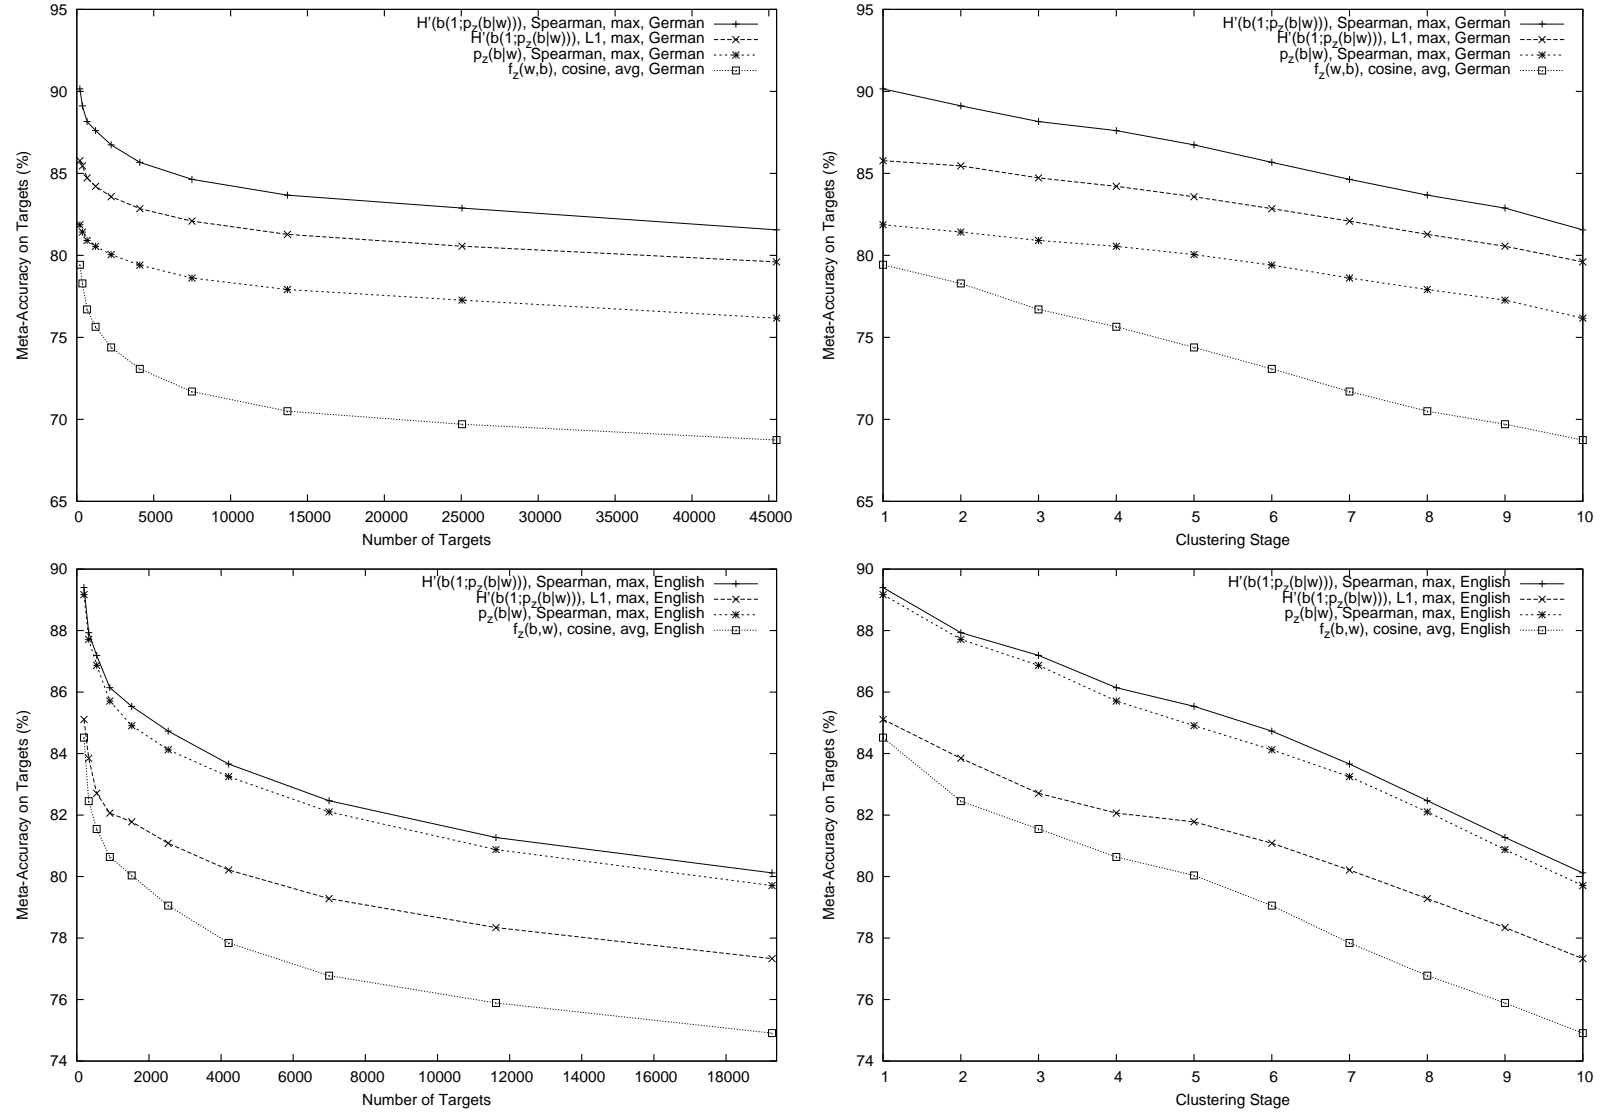 H'(b(1;pz(b|w))), Spearman, max, German
H'(b(1;pz(b|w))), L1, max, German
pz(b|w), Spearman, max, German
fz(w,b), cosine, avg, German
95
90
85
80
75
70
65
Meta-Accuracy on Targets (%)
0 5000 10000 15000 20000 25000 30000 35000 40000 45000
Number of Targets
H'(b(1;pz(b|w))), Spearman, max, German
H'(b(1;pz(b|w))), L1, max, German
pz(b|w), Spearman, max, German
fz(w,b), cosine, avg, German
95
90
85
80
75
70
65
Meta-Accuracy on Targets (%)
1 2 3 4 5 6 7 8 9 10
Clustering Stage
H'(b(1;pz(b|w))), Spearman, max, English
H'(b(1;pz(b|w))), L1, max, English
pz(b|w), Spearman, max, English
fz(b,w), cosine, avg, English
90
88
86
84
82
80
78
76
74
Meta-Accuracy on Targets (%)
0 2000 4000 6000 8000 10000 12000 14000 16000 18000
Number of Targets
H'(b(1;pz(b|w))), Spearman, max, English
H'(b(1;pz(b|w))), L1, max, English
pz(b|w), Spearman, max, English
fz(b,w), cosine, avg, English
90
88
86
84
82
80
78
76
74
Meta-Accuracy on Targets (%)
1 2 3 4 5 6 7 8 9 10
Clustering Stage